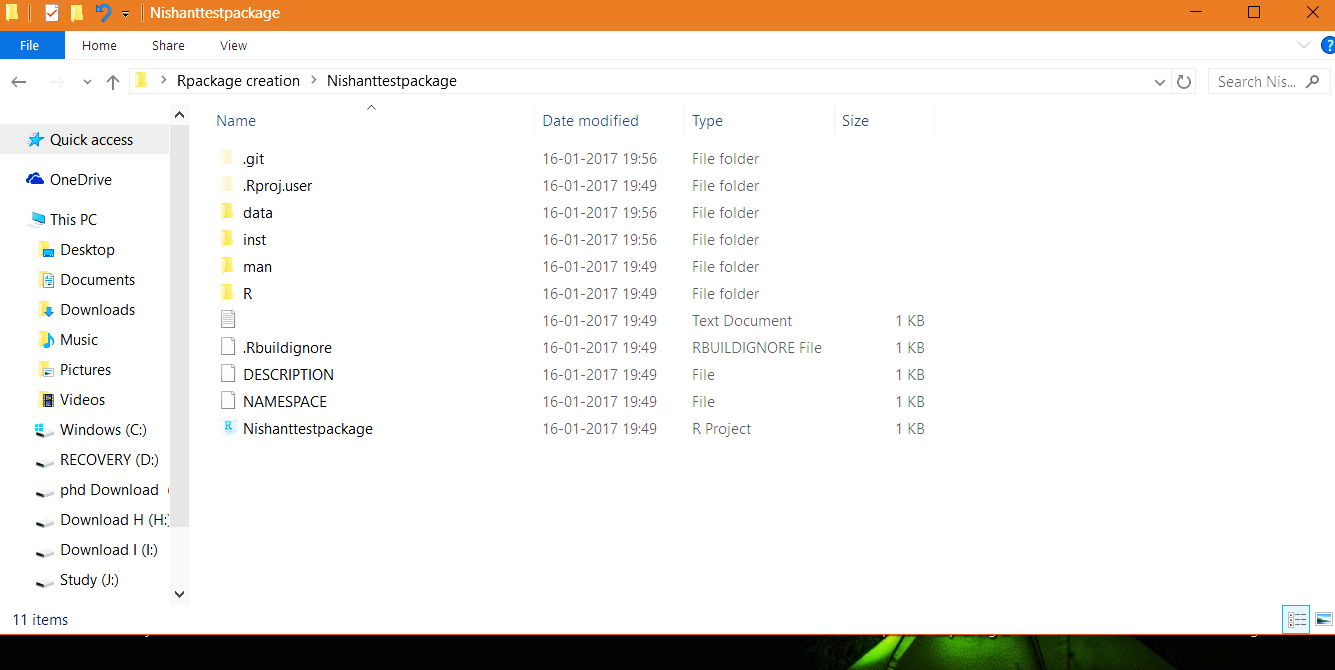 Nishanttestpackage
File Home Share View
Rpackage creation Nishanttestpackage Search Nis...
Name Date modified Type Size
.git 16-01-2017 19:56 File folder
.Rproj.user 16-01-2017 19:49 File folder
data 16-01-2017 19:56 File folder
inst 16-01-2017 19:56 File folder
man 16-01-2017 19:49 File folder
R 16-01-2017 19:49 File folder
16-01-2017 19:49 Text Document 1 KB
.Rbuildignore 16-01-2017 19:49 RBUILDIGNORE File 1 KB
DESCRIPTION 16-01-2017 19:49 File 1 KB
NAMESPACE 16-01-2017 19:49 File 1 KB
Nishanttestpackage 16-01-2017 19:49 R Project 1 KB
Quick access
OneDrive
This PC
Desktop
Documents
Downloads
Music
Pictures
Videos
Windows (C:)
RECOVERY (D:)
phd Download (
Download H (H:)
Download I (I:)
Study (J:)
11 items